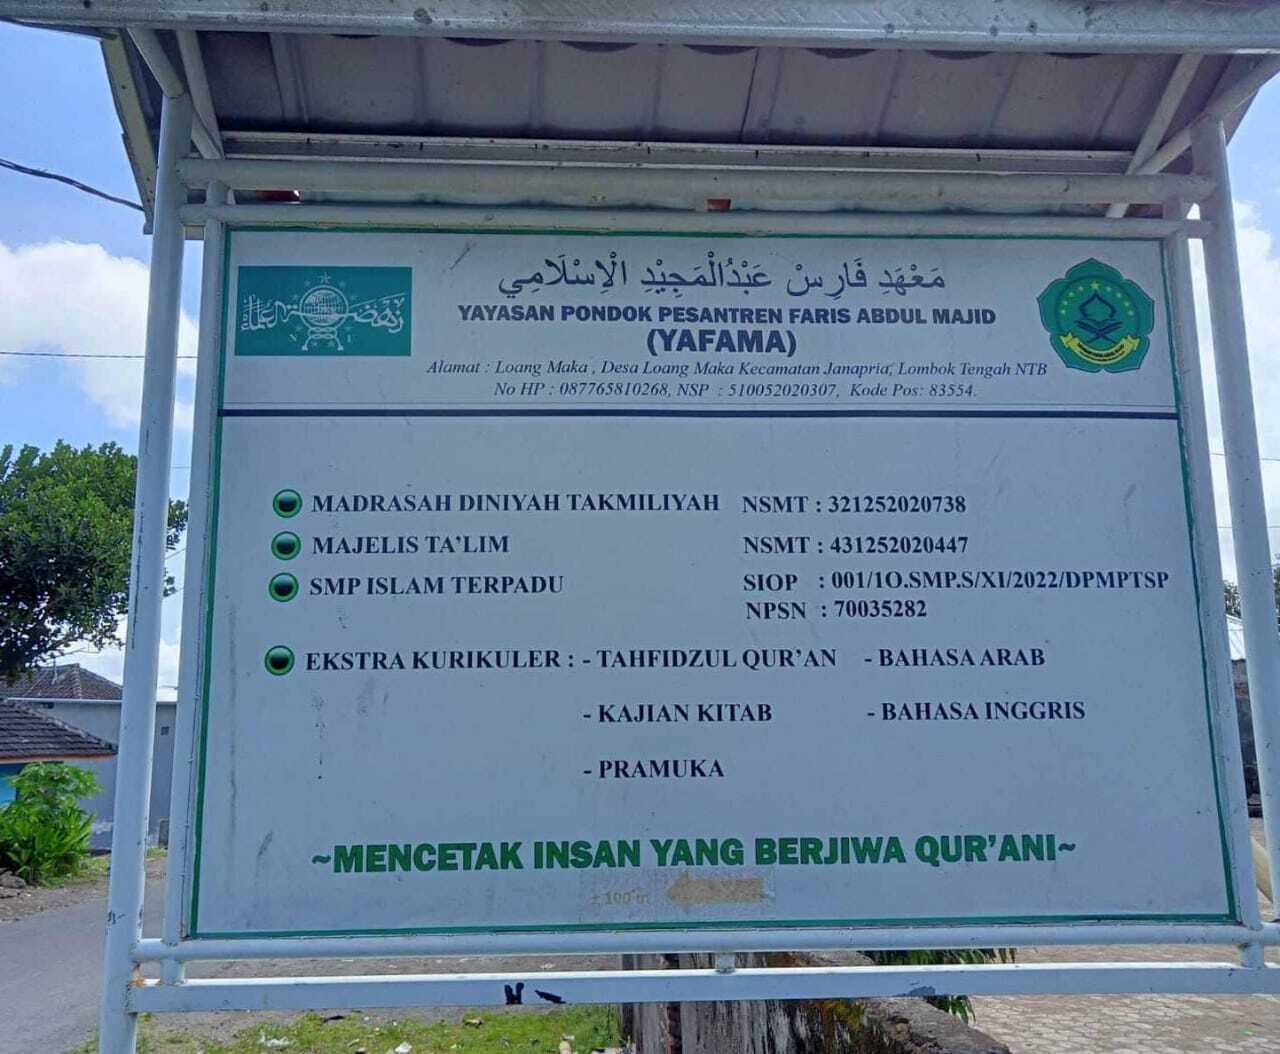 مَعْهَدِ فَارِسْ عَبْدُالْمَجِيْدِ الْاِسْلَامِي
YAYASAN PONDOK PESANTREN FARIS ABDUL MAJID
(YAFAMA)
Alamat : Loang Maka , Desa Loang Maka Kecamatan Janapria, Lombok Tengah NTB
No HP : 087765810268, NSP : 510052020307, Kode Pos: 83554.
نهضة العلماء
N U
MADRASAH DINIYAH TAKMILIYAH NSMT : 321252020738
MAJELIS TA'LIM NSMT : 431252020447
SMP ISLAM TERPADU SIOP : 001/1O.SMP.S/XI/2022/DPMPTSP
NPSN : 70035282
EKSTRA KURIKULER : - TAHFIDZUL QUR'AN - BAHASA ARAB
- KAJIAN KITAB - BAHASA INGGRIS
- PRAMUKA
~MENCETAK INSAN YANG BERJIWA QUR'ANI~
± 100 m